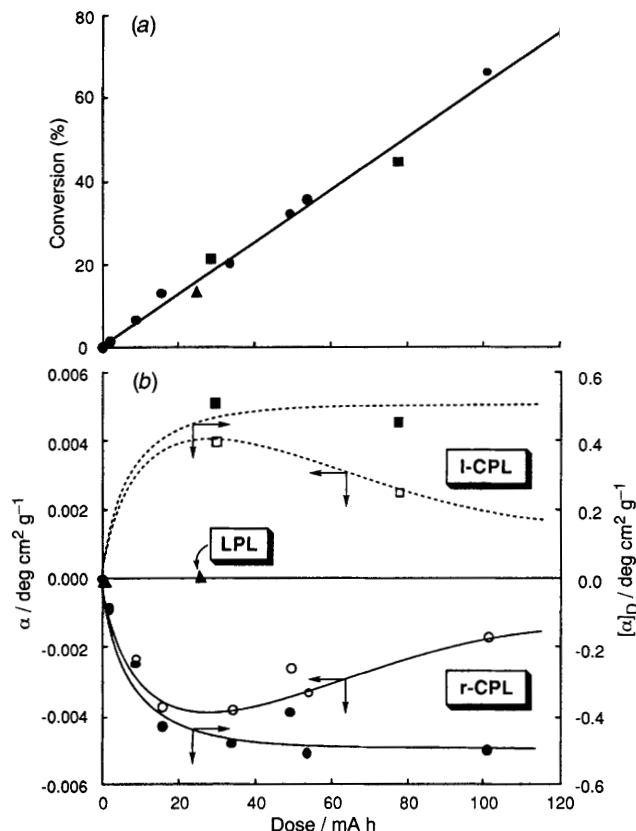 (a)
80
60
40
20
0
Conversion (%)
(b)
0.006
0.004
0.002
0.000
-0.002
-0.004
-0.006
α / deg cm² g⁻¹
0.6
0.4
0.2
0.0
-0.2
-0.4
-0.6
[α]D / deg cm² g⁻¹
l-CPL
LPL
r-CPL
0 20 40 60 80 100 120
Dose / mA h